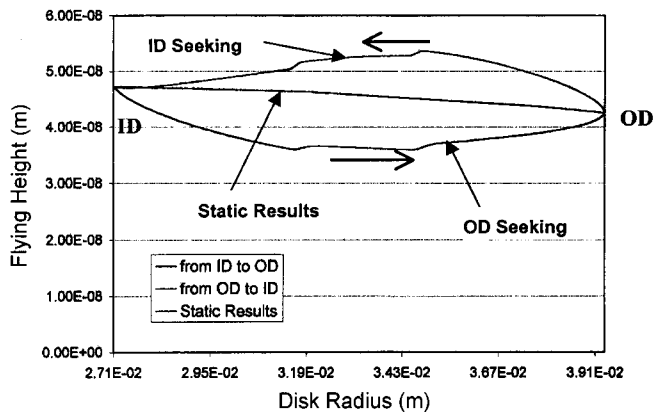 6.00E-08
5.00E-08
4.00E-08
3.00E-08
2.00E-08
1.00E-08
0.00E+00
Flying Height (m)
ID Seeking
ID
OD
Static Results
OD Seeking
from ID to OD
from OD to ID
Static Results
2.71E-02 2.95E-02 3.19E-02 3.43E-02 3.67E-02 3.91E-02
Disk Radius (m)